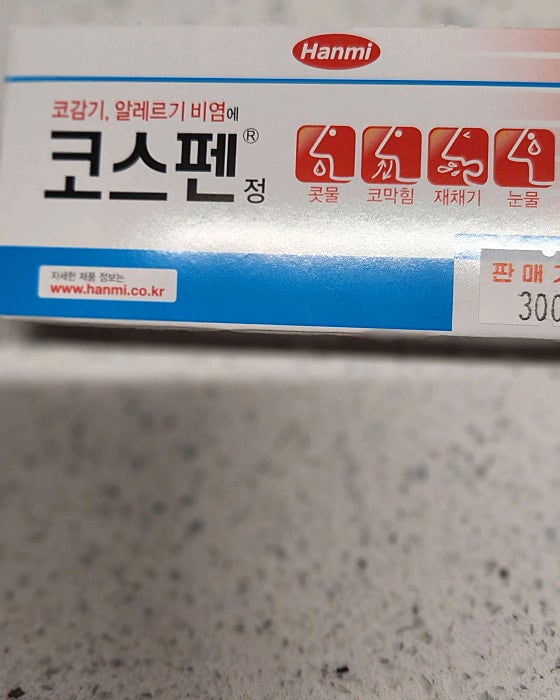 Hanmi
코감기, 알레르기 비염에
코스펜® 정
콧물 코막힘 재채기 눈물
자세한 제품 정보는
www.hanmi.co.kr
판매
300